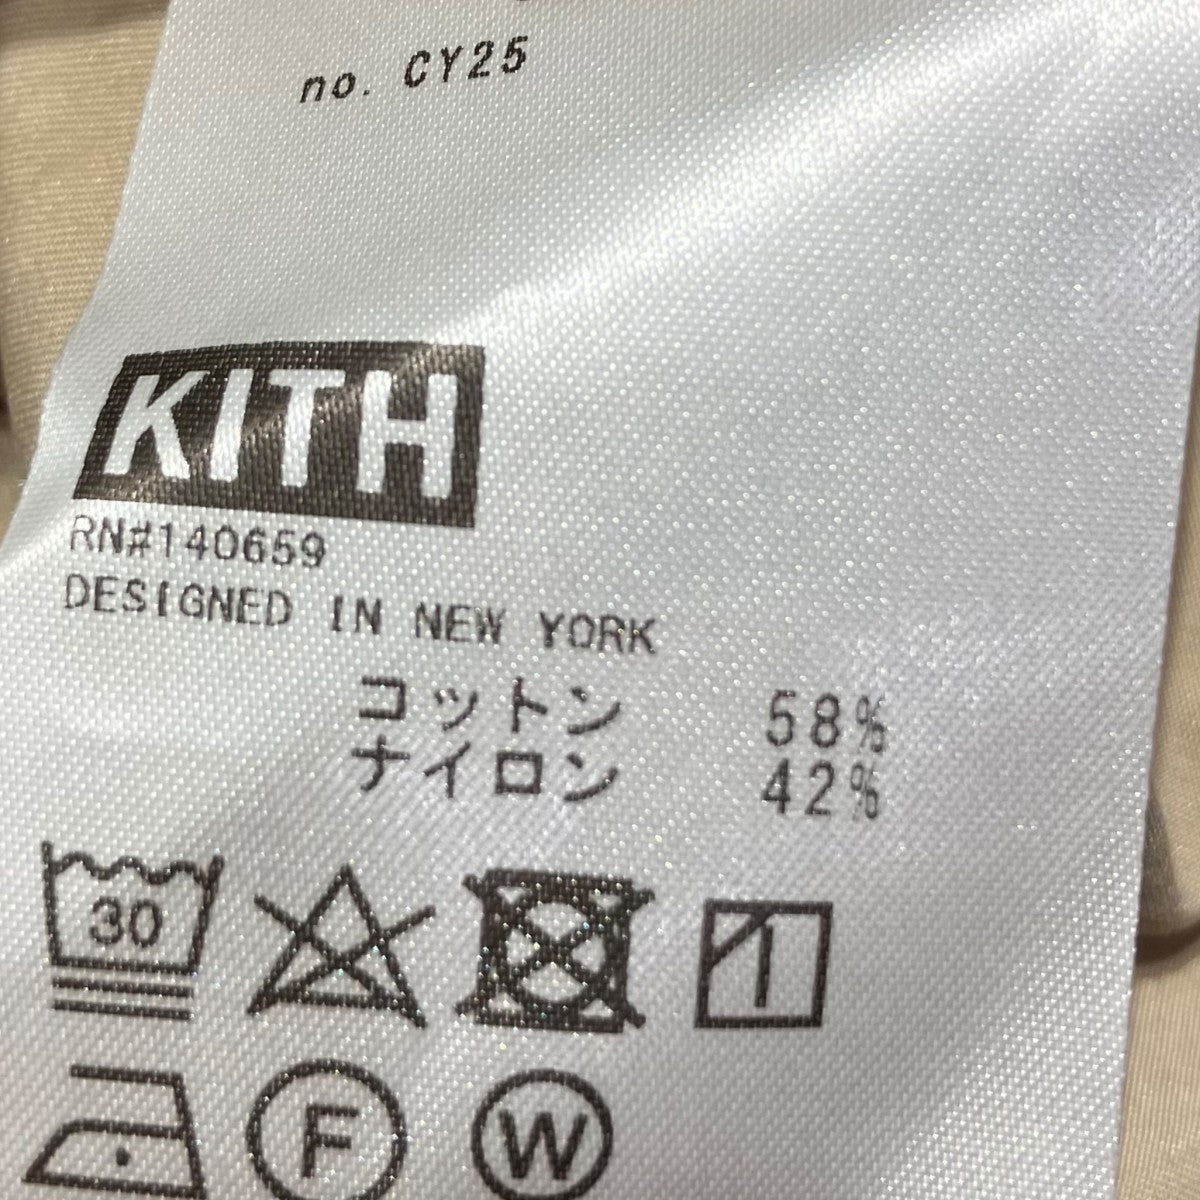 no. CY25
KITH
RN#140659
DESIGNED IN NEW YORK
コットン 58%
ナイロン 42%
30
F
W